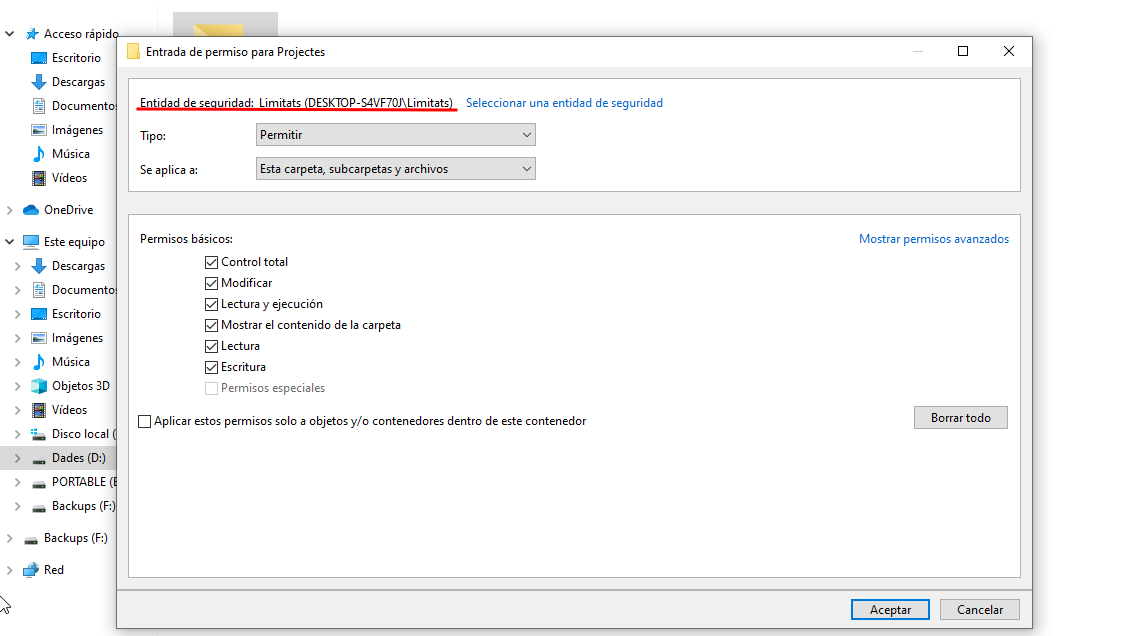 Acceso rápido
Escritorio
Descargas
Documentos
Imágenes
Música
Vídeos
OneDrive
Este equipo
Descargas
Documentos
Escritorio
Imágenes
Música
Objetos 3D
Vídeos
Disco local (
Dades (D:)
PORTABLE (E
Backups (F:)
Backups (F:)
Red
Entrada de permiso para Projectes
Entidad de seguridad: Limitats (DESKTOP-S4VF70J\Limitats) Seleccionar una entidad de seguridad
Tipo: Permitir
Se aplica a: Esta carpeta, subcarpetas y archivos
Permisos básicos: Mostrar permisos avanzados
Control total
Modificar
Lectura y ejecución
Mostrar el contenido de la carpeta
Lectura
Escritura
Permisos especiales
Aplicar estos permisos solo a objetos y/o contenedores dentro de este contenedor
Borrar todo
Aceptar Cancelar